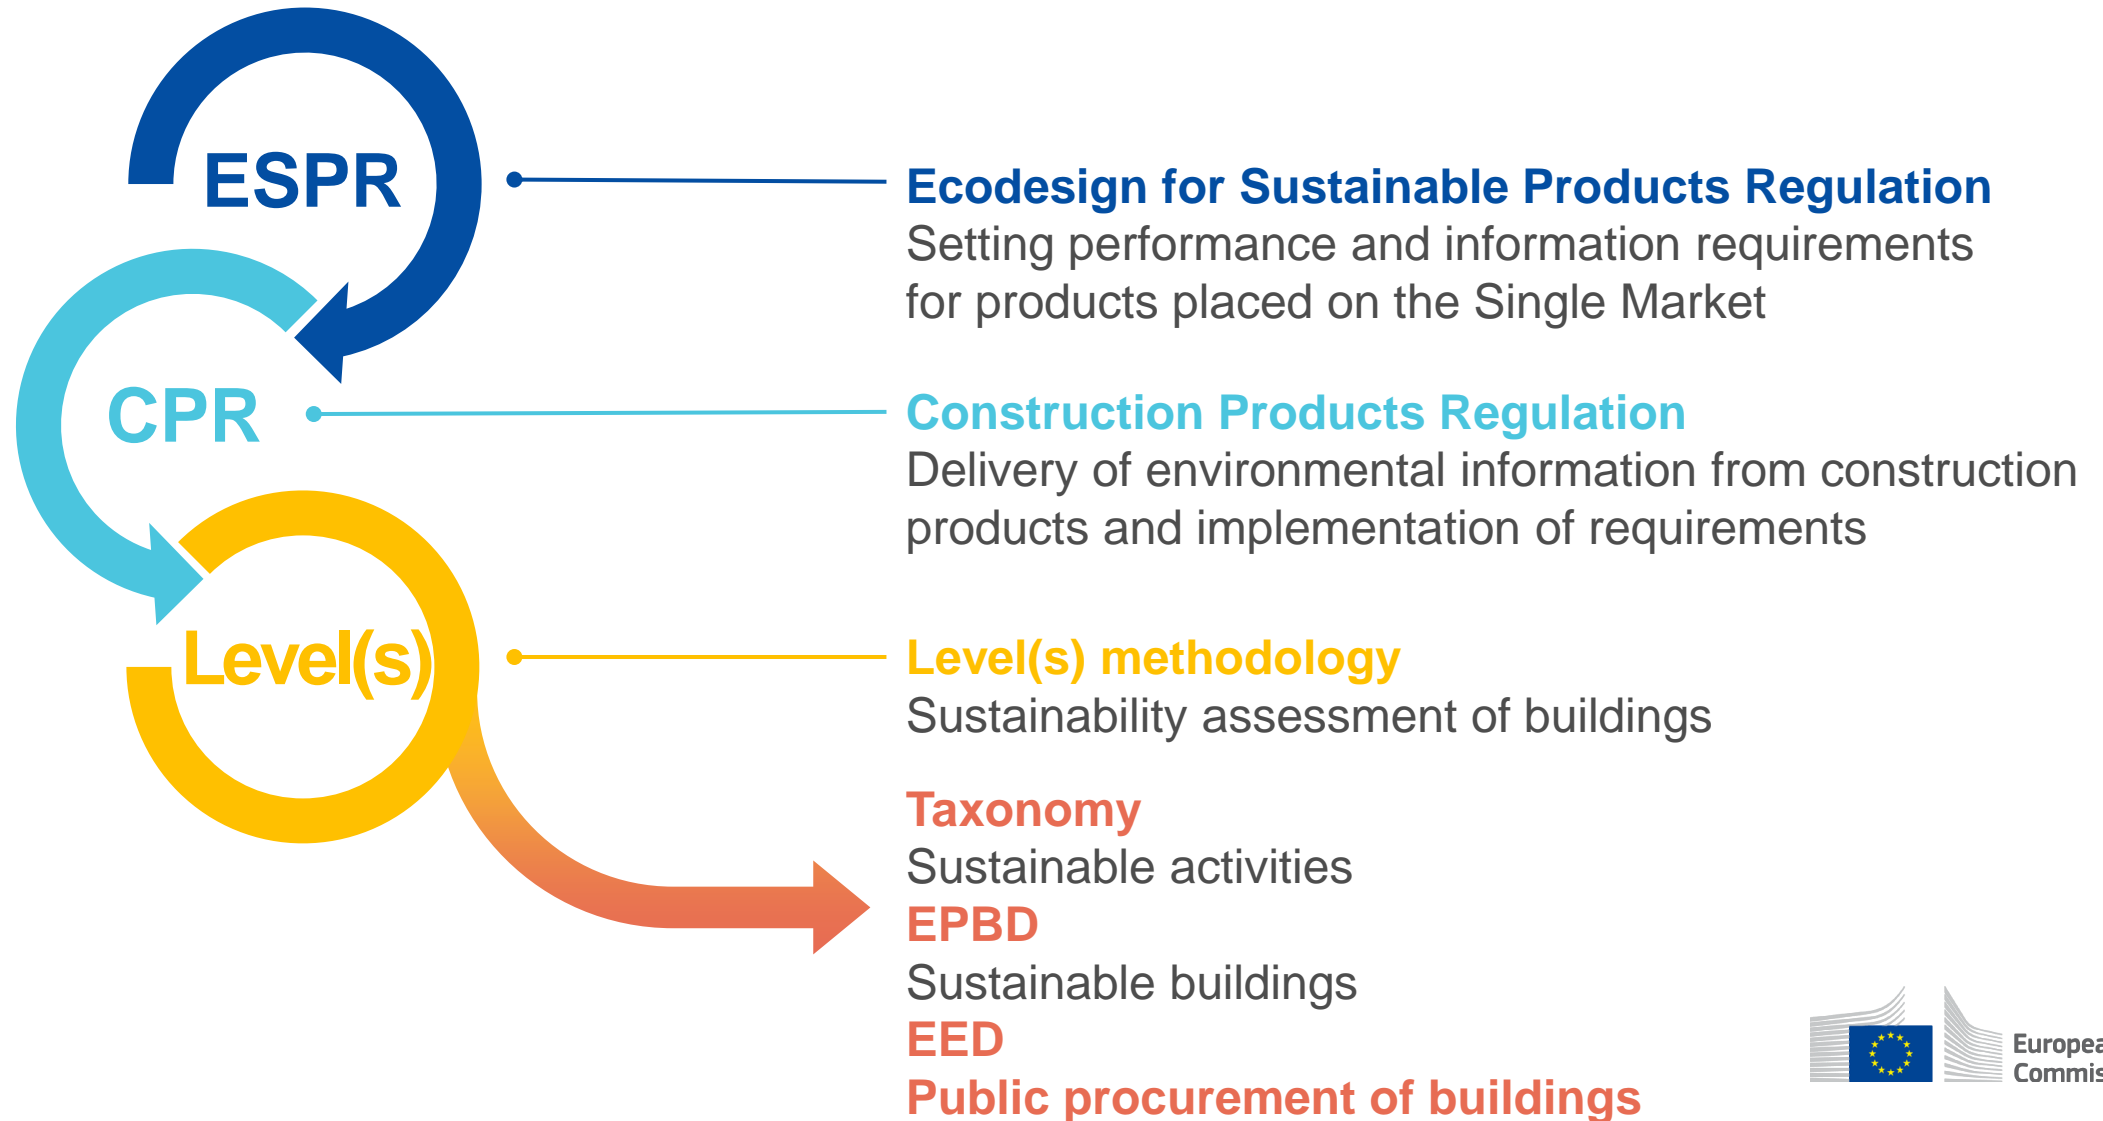 ESPR
Ecodesign for Sustainable Products Regulation
Setting performance and information requirements
for products placed on the Single Market
CPR
Construction Products Regulation
Delivery of environmental information from construction
products and implementation of requirements
Level(s)
Level(s) methodology
Sustainability assessment of buildings
Taxonomy
Sustainable activities
EPBD
Sustainable buildings
EED
Public procurement of buildings
Europea
Commis